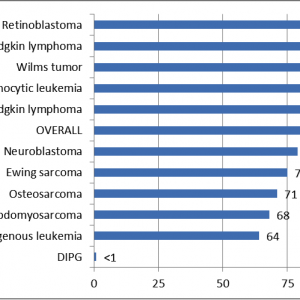 Retinoblastoma
dgkin lymphoma
Wilms tumor
nocytic leukemia
dgkin lymphoma
OVERALL
Neuroblastoma
Ewing sarcoma 7
Osteosarcoma 71
odomyosarcoma 68
genous leukemia 64
DIPG <1
0 25 50 75